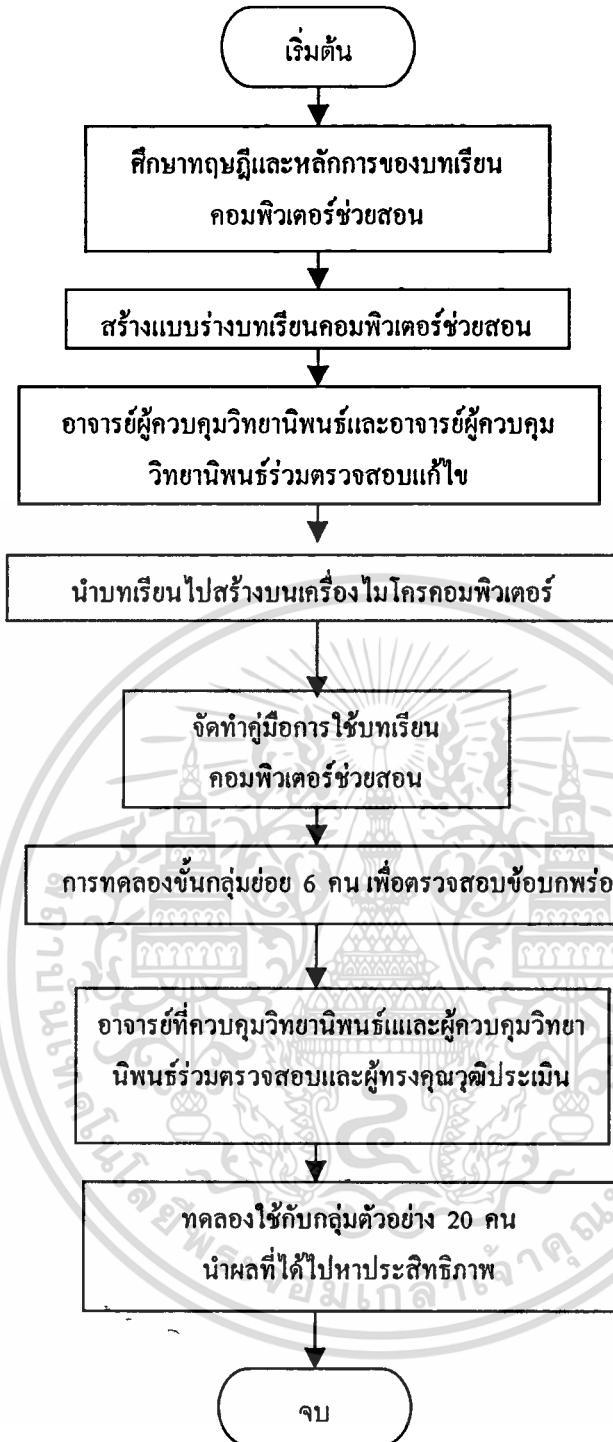 เริ่มต้น
ศึกษาทฤษฎีและหลักการของบทเรียน
คอมพิวเตอร์ช่วยสอน
สร้างแบบร่างบทเรียนคอมพิวเตอร์ช่วยสอน
อาจารย์ผู้ควบคุมวิทยานิพนธ์และอาจารย์ผู้ควบคุม
วิทยานิพนธ์ร่วมตรวจสอบแก้ไข
นำบทเรียนไปสร้างบนเครื่องไมโครคอมพิวเตอร์
จัดทำคู่มือการใช้บทเรียน
คอมพิวเตอร์ช่วยสอน
การทดลองขั้นกลุ่มย่อย 6 คน เพื่อตรวจสอบข้อบกพร่อ
อาจารย์ที่ควบคุมวิทยานิพนธ์และผู้ควบคุมวิทยา
นิพนธ์ร่วมตรวจสอบและผู้ทรงคุณวุฒิประเมิน
ทดลองใช้กับกลุ่มตัวอย่าง 20 คน
นำผลที่ได้ไปหาประสิทธิภาพ
จบ